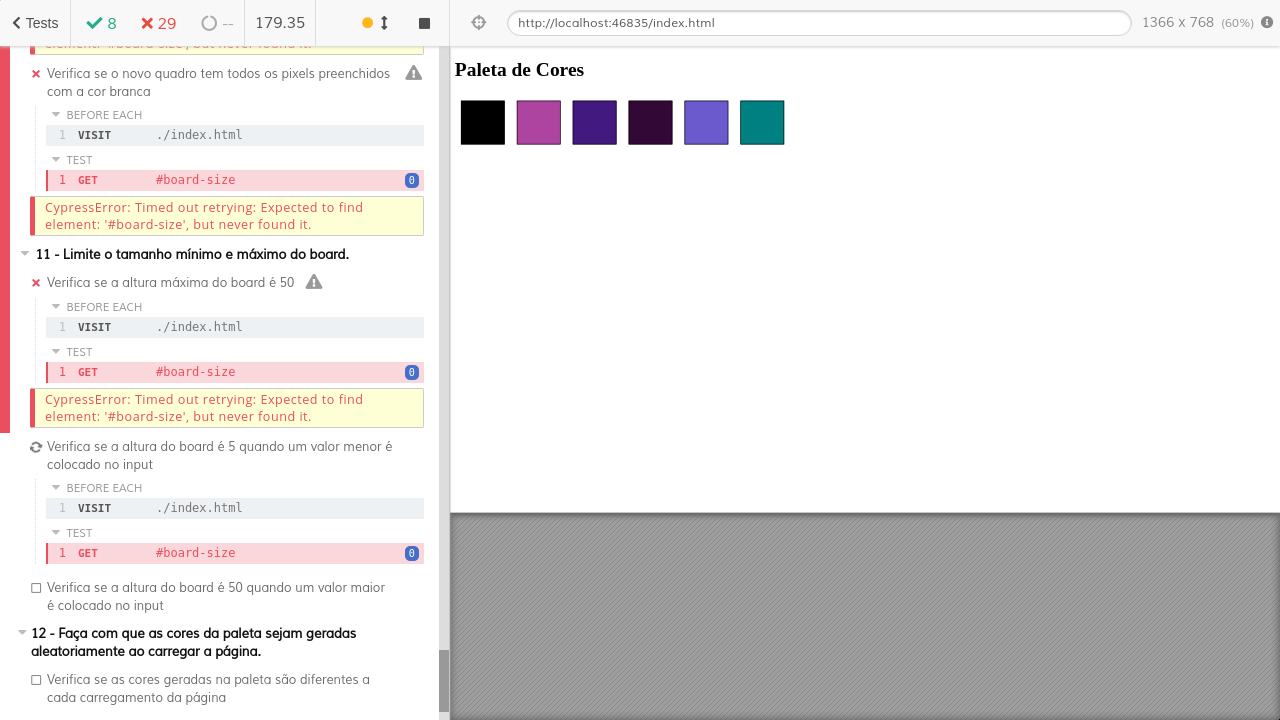 Tests
8
29
--
179.35
http://localhost:46835/index.html
1366 x 768 (60%)
element: '#board-size', but never found it.
Verifica se o novo quadro tem todos os pixels preenchidos
com a cor branca
BEFORE EACH
1 VISIT ./index.html
TEST
1 GET #board-size 0
CypressError: Timed out retrying: Expected to find
element: '#board-size', but never found it.
11 - Limite o tamanho mínimo e máximo do board.
Verifica se a altura máxima do board é 50
BEFORE EACH
1 VISIT ./index.html
TEST
1 GET #board-size 0
CypressError: Timed out retrying: Expected to find
element: '#board-size', but never found it.
Verifica se a altura do board é 5 quando um valor menor é
colocado no input
BEFORE EACH
1 VISIT ./index.html
TEST
1 GET #board-size 0
Verifica se a altura do board é 50 quando um valor maior
é colocado no input
12 - Faça com que as cores da paleta sejam geradas
aleatoriamente ao carregar a página.
Verifica se as cores geradas na paleta são diferentes a
cada carregamento da página
Paleta de Cores